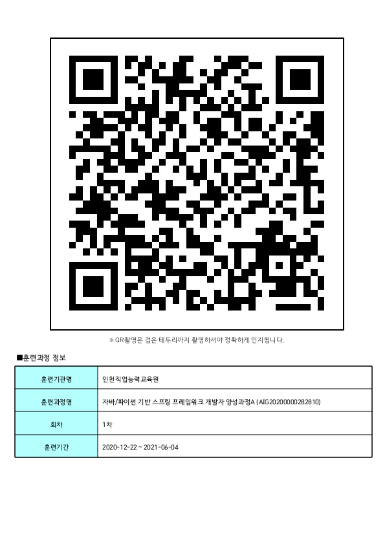 ※ QR촬영은 검은 테두리까지 촬영하셔야 정확하게 인지됩니다.
■훈련과정 정보
훈련기관명 인천직업능력교육원
훈련과정명 자바/파이썬 기반 스프링 프레임워크 개발자 양성과정A (AIG20200000282810)
회차 1차
훈련기간 2020-12-22 ~ 2021-06-04